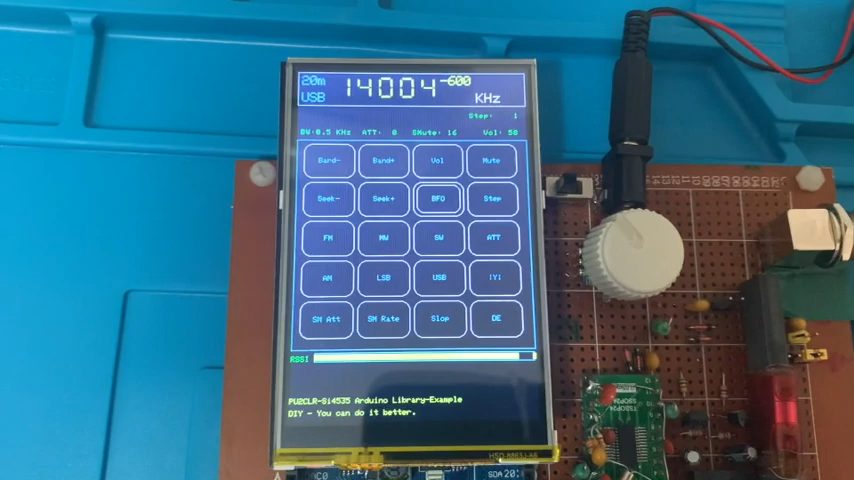 20m 14004 -600
USB KHz
Step: 1
BW:0.5 KHz ATT: 0 SMute: 16 Vol: 58
Band- Band+ Vol Mute
Seek- Seek+ BFO Step
FM MW SW ATT
AM LSB USB |Y|
SM Att SM Rate Slop DE
RSSI
PU2CLR-Si4535 Arduino Library-Example
DIY - You can do it better.
SDA20